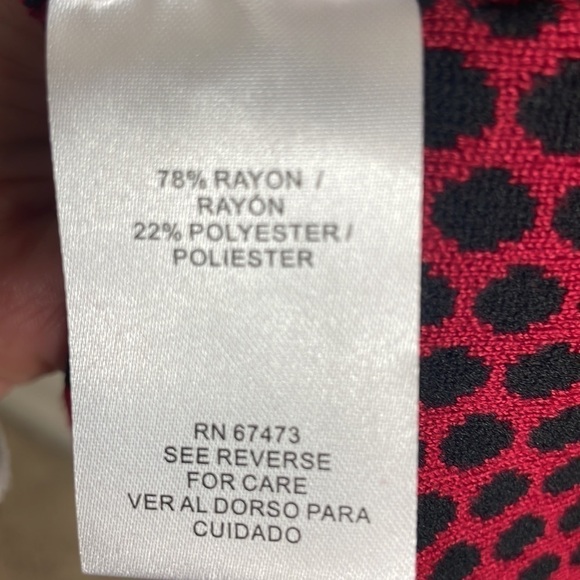 78% RAYON /
RAYÓN
22% POLYESTER /
POLIESTER
RN 67473
SEE REVERSE
FOR CARE
VER AL DORSO PARA
CUIDADO